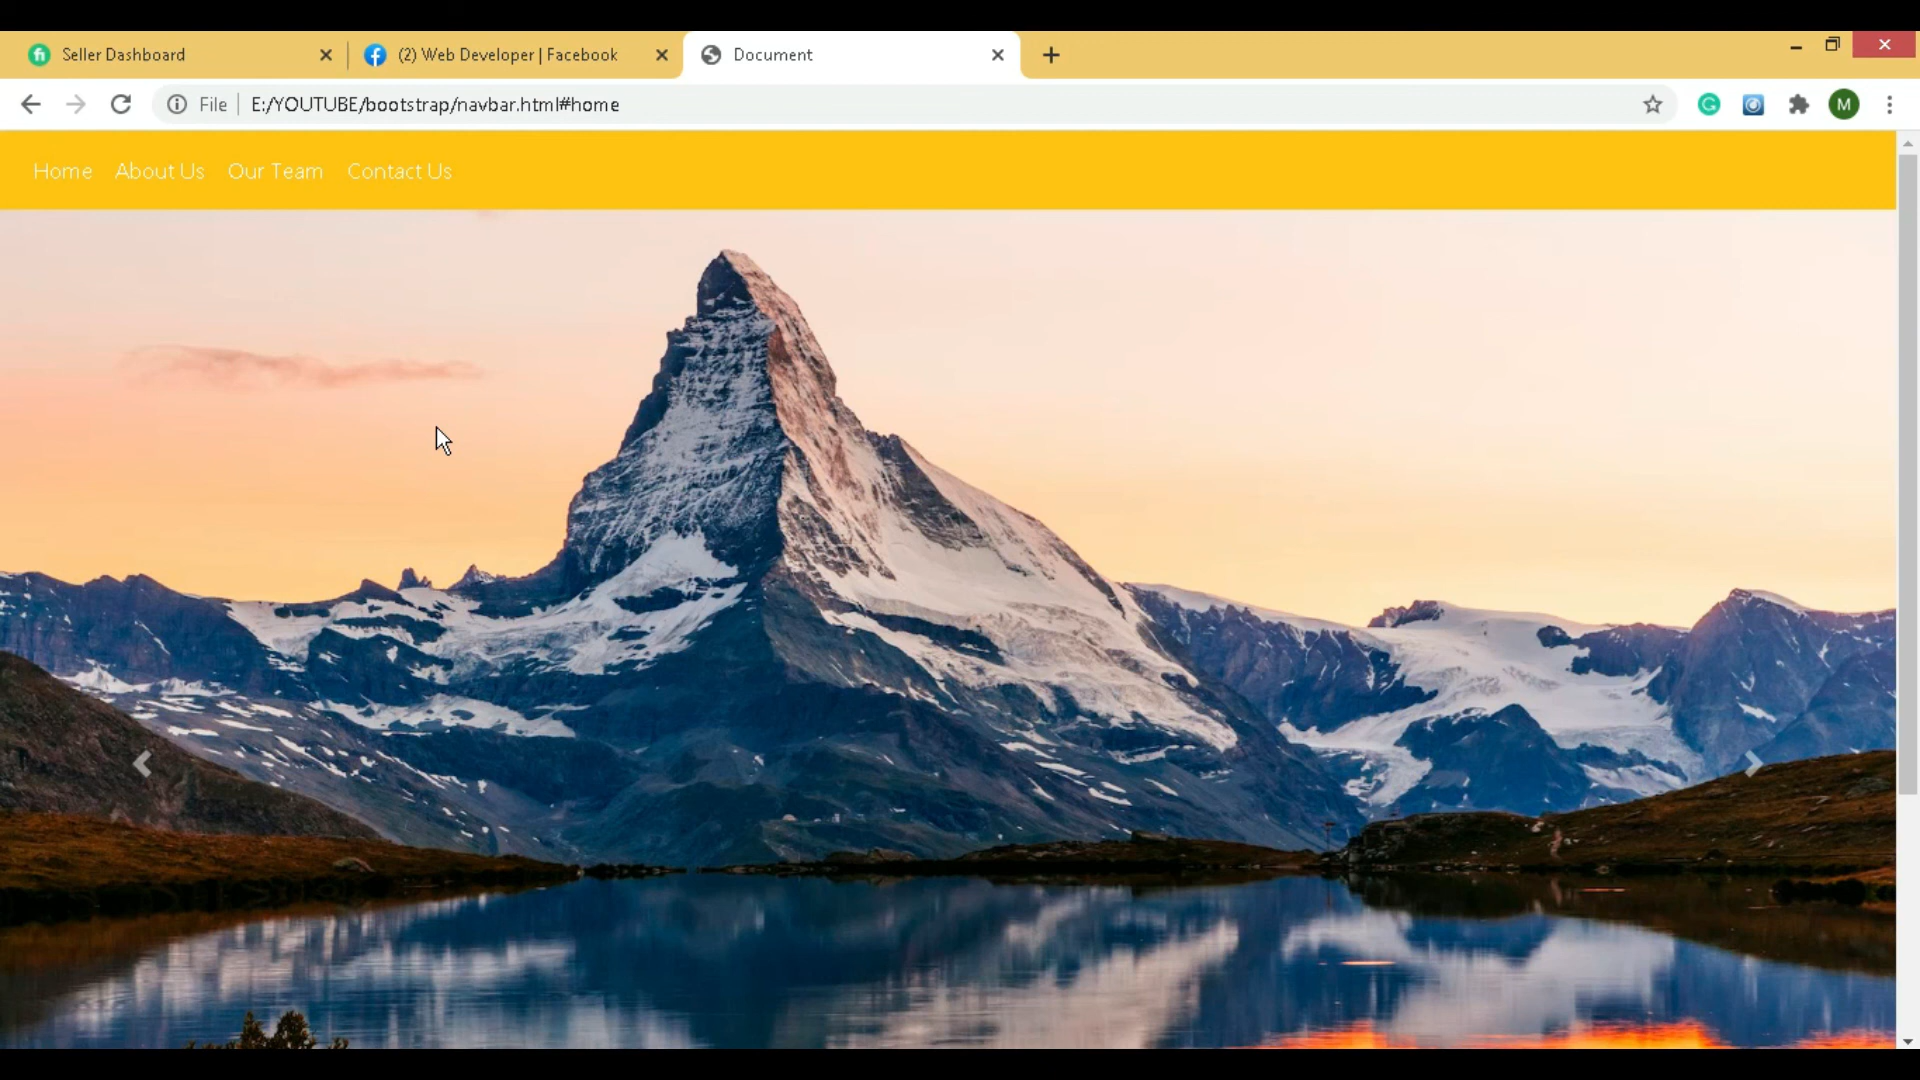 Seller Dashboard
(2) Web Developer | Facebook
Document
File
E:/YOUTUBE/bootstrap/navbar.html#home
M
Home About Us Our Team Contact Us